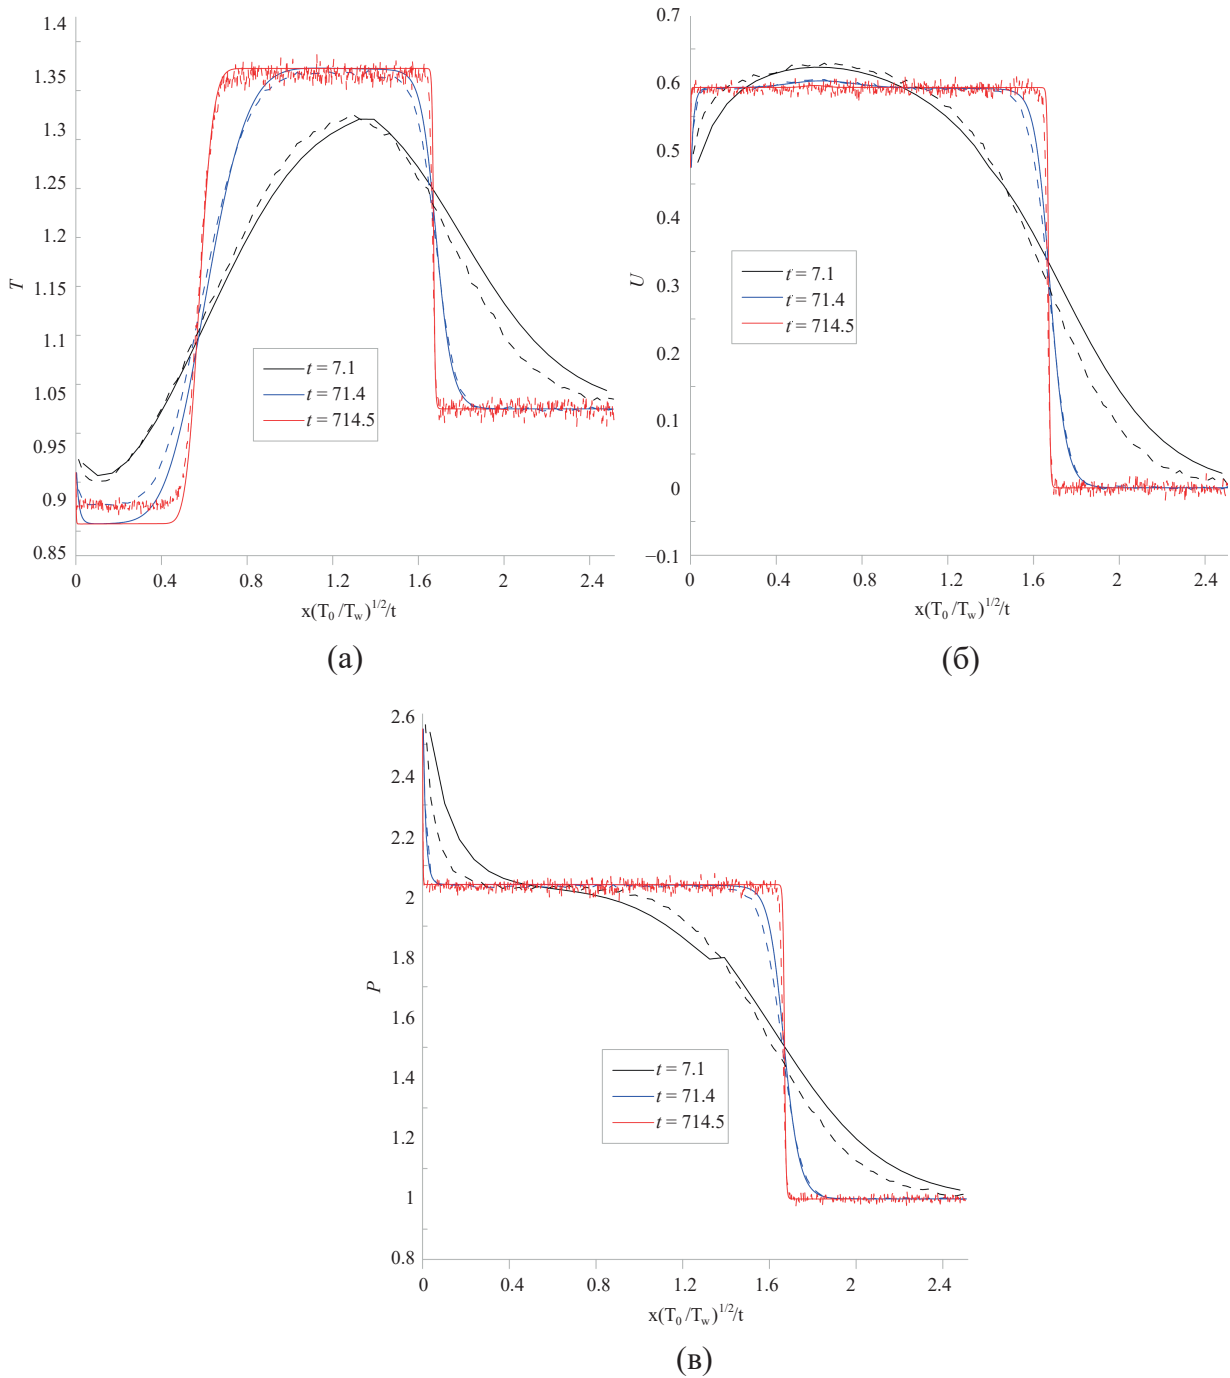 1.4
1.35
1.3
1.25
1.2
1.15
1.1
1.05
0.95
0.9
0.85
T
t = 7.1
t = 71.4
t = 714.5
0 0.4 0.8 1.2 1.6 2 2.4
x(T₀/T_w)^1/2/t
(а)
0.7
0.6
0.5
0.4
0.3
0.2
0.1
0
−0.1
U
t = 7.1
t = 71.4
t = 714.5
0 0.4 0.8 1.2 1.6 2 2.4
x(T₀/T_w)^1/2/t
(б)
2.6
2.4
2.2
2
1.8
1.6
1.4
1.2
1
0.8
P
t = 7.1
t = 71.4
t = 714.5
0 0.4 0.8 1.2 1.6 2 2.4
x(T₀/T_w)^1/2/t
(в)